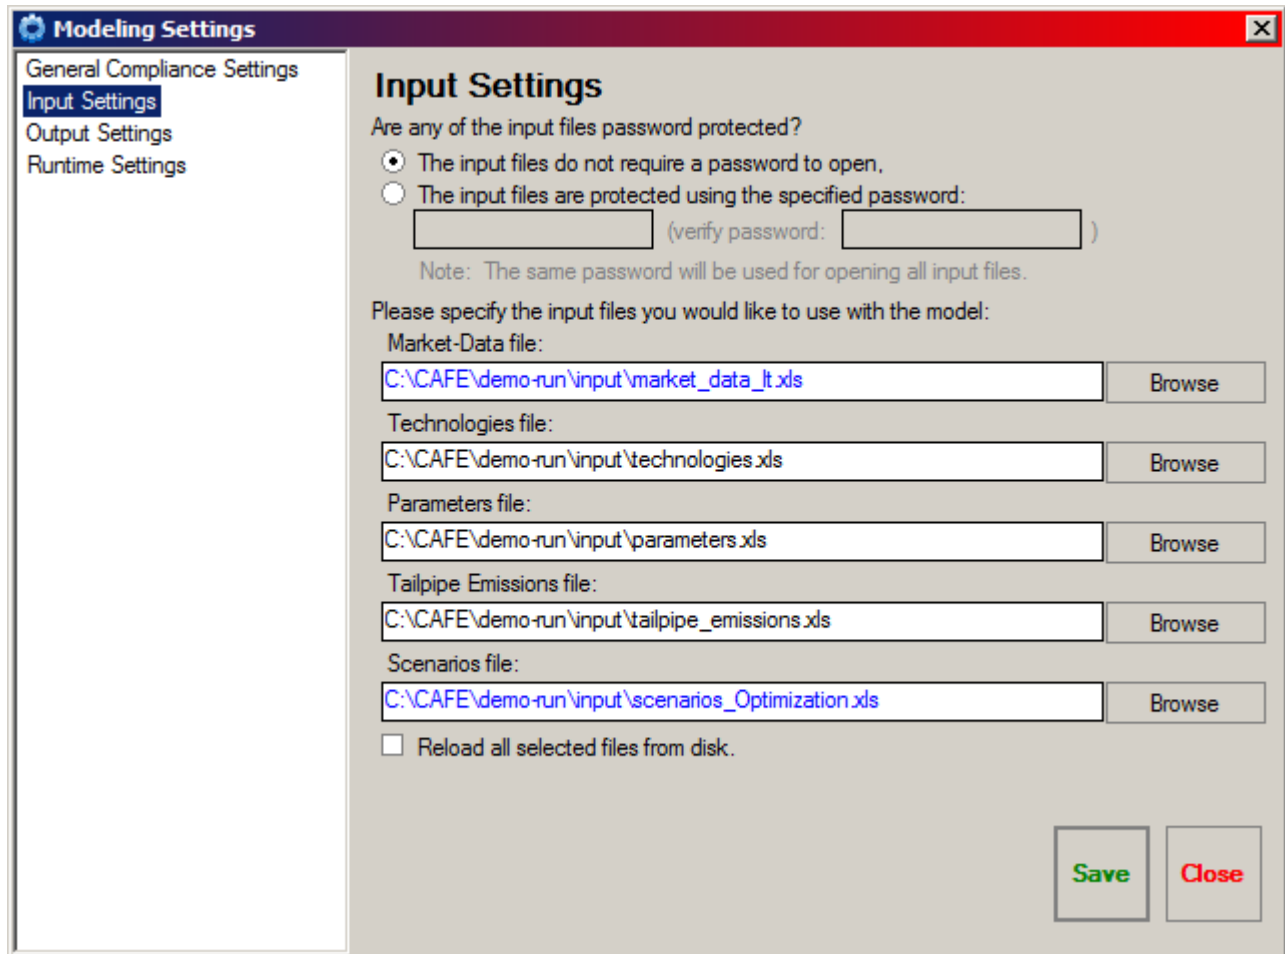 Modeling Settings
General Compliance Settings
Input Settings
Output Settings
Runtime Settings
Input Settings
Are any of the input files password protected?
The input files do not require a password to open,
The input files are protected using the specified password:
(verify password: )
Note: The same password will be used for opening all input files.
Please specify the input files you would like to use with the model:
Market-Data file:
C:\CAFE\demo-run\input\market_data_lt.xls Browse
Technologies file:
C:\CAFE\demo-run\input\technologies.xls Browse
Parameters file:
C:\CAFE\demo-run\input\parameters.xls Browse
Tailpipe Emissions file:
C:\CAFE\demo-run\input\tailpipe_emissions.xls Browse
Scenarios file:
C:\CAFE\demo-run\input\scenarios_Optimization.xls Browse
Reload all selected files from disk.
Save Close